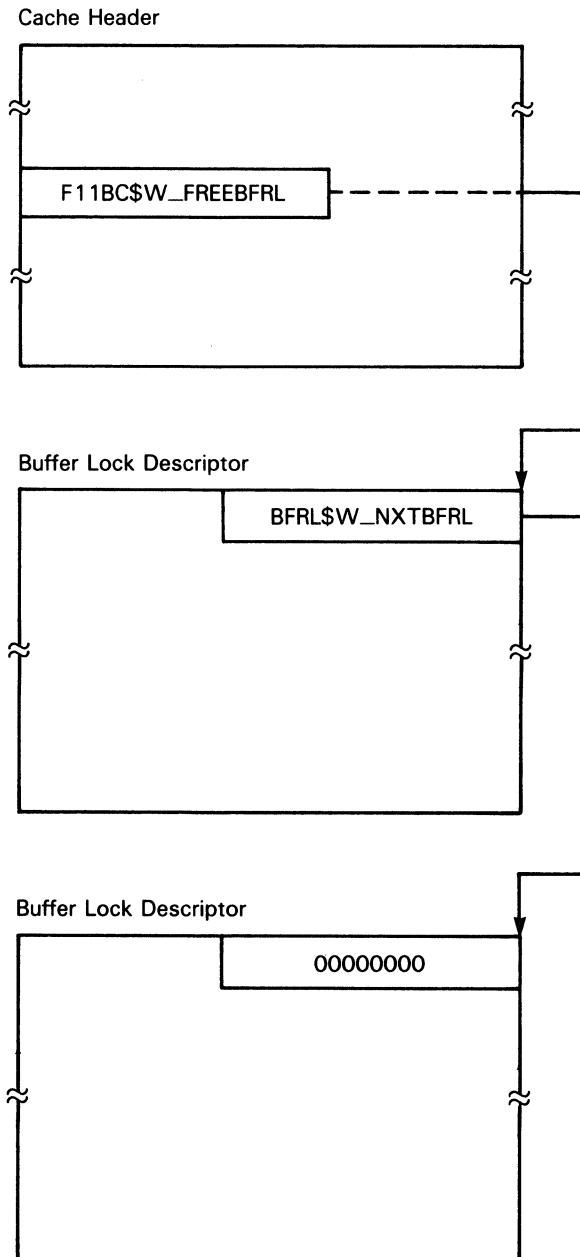 Cache Header
F11BC$W_FREEBFRL
Buffer Lock Descriptor
BFRL$W_NXTBFRL
Buffer Lock Descriptor
00000000